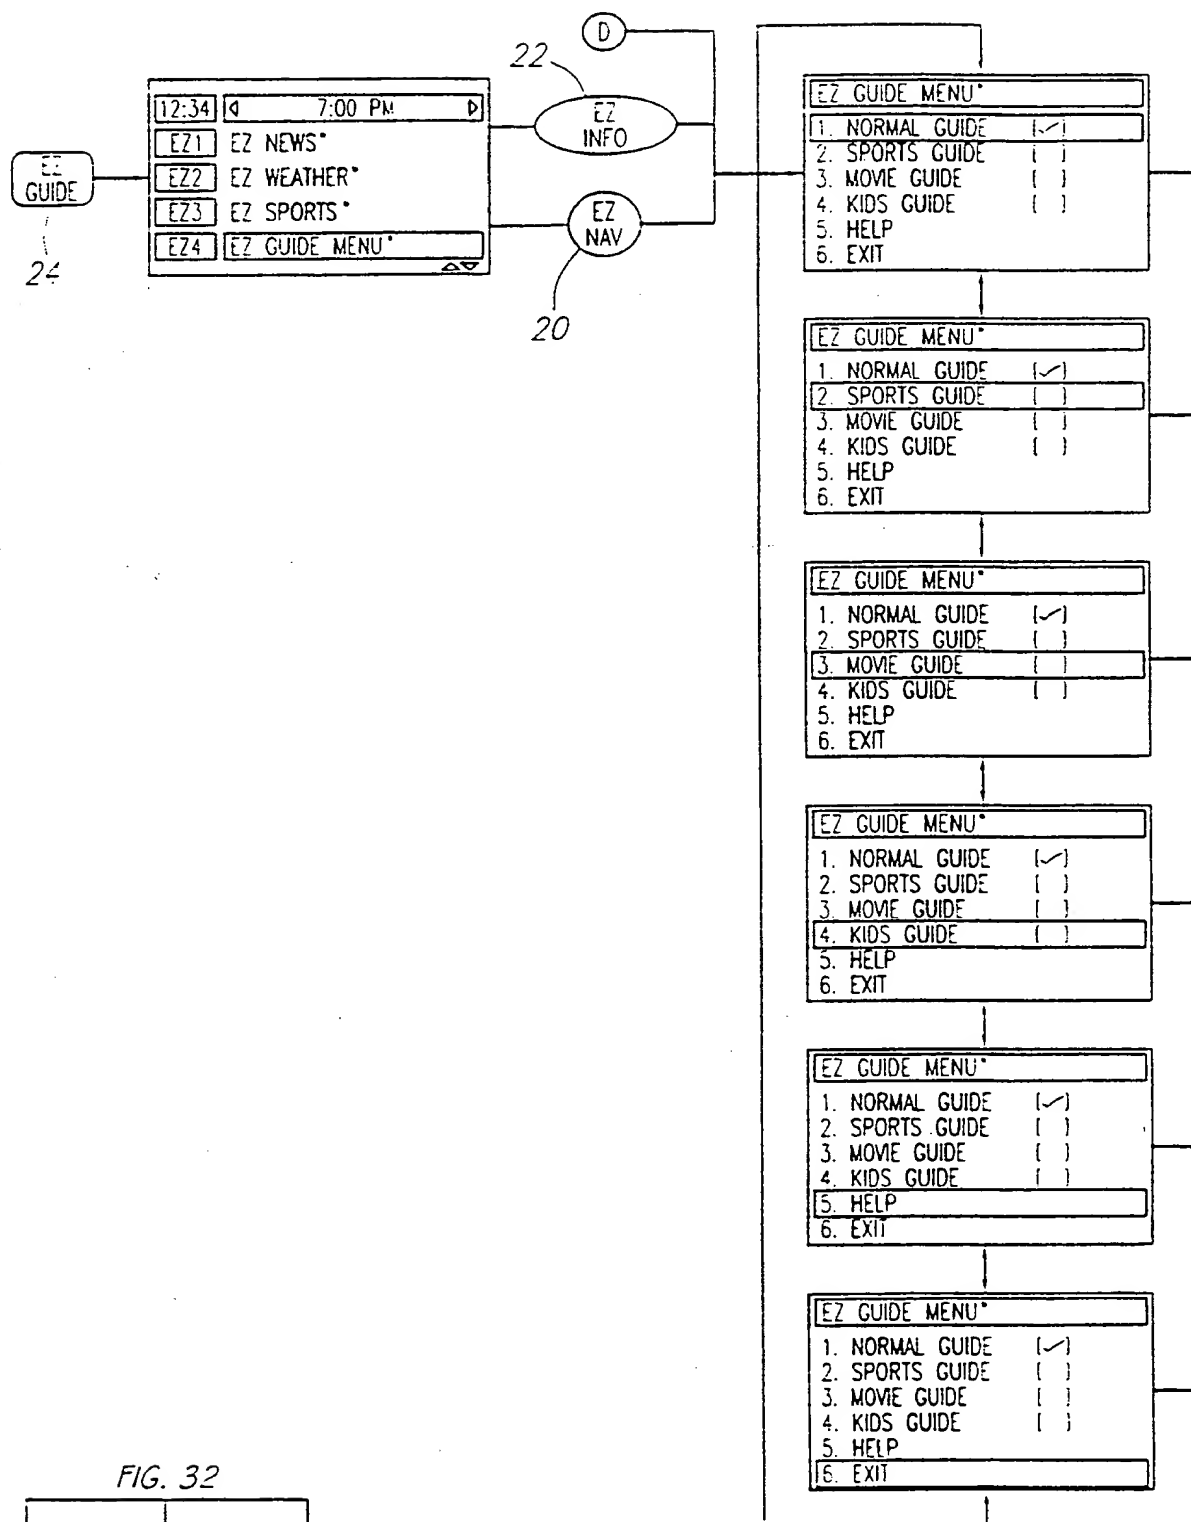 D
22
EZ
INFO
12:34 7:00 PM
EZ1 EZ NEWS*
EZ2 EZ WEATHER*
EZ3 EZ SPORTS*
EZ4 EZ GUIDE MENU*
EZ
GUIDE
24
EZ
NAV
20
EZ GUIDE MENU*
1. NORMAL GUIDE [✓]
2. SPORTS GUIDE [ ]
3. MOVIE GUIDE [ ]
4. KIDS GUIDE [ ]
5. HELP
6. EXIT
EZ GUIDE MENU*
1. NORMAL GUIDE [✓]
2. SPORTS GUIDE [ ]
3. MOVIE GUIDE [ ]
4. KIDS GUIDE [ ]
5. HELP
6. EXIT
EZ GUIDE MENU*
1. NORMAL GUIDE [✓]
2. SPORTS GUIDE [ ]
3. MOVIE GUIDE [ ]
4. KIDS GUIDE [ ]
5. HELP
6. EXIT
EZ GUIDE MENU*
1. NORMAL GUIDE [✓]
2. SPORTS GUIDE [ ]
3. MOVIE GUIDE [ ]
4. KIDS GUIDE [ ]
5. HELP
6. EXIT
EZ GUIDE MENU*
1. NORMAL GUIDE [✓]
2. SPORTS GUIDE [ ]
3. MOVIE GUIDE [ ]
4. KIDS GUIDE [ ]
5. HELP
6. EXIT
EZ GUIDE MENU*
1. NORMAL GUIDE [✓]
2. SPORTS GUIDE [ ]
3. MOVIE GUIDE [ ]
4. KIDS GUIDE [ ]
5. HELP
6. EXIT
FIG. 32